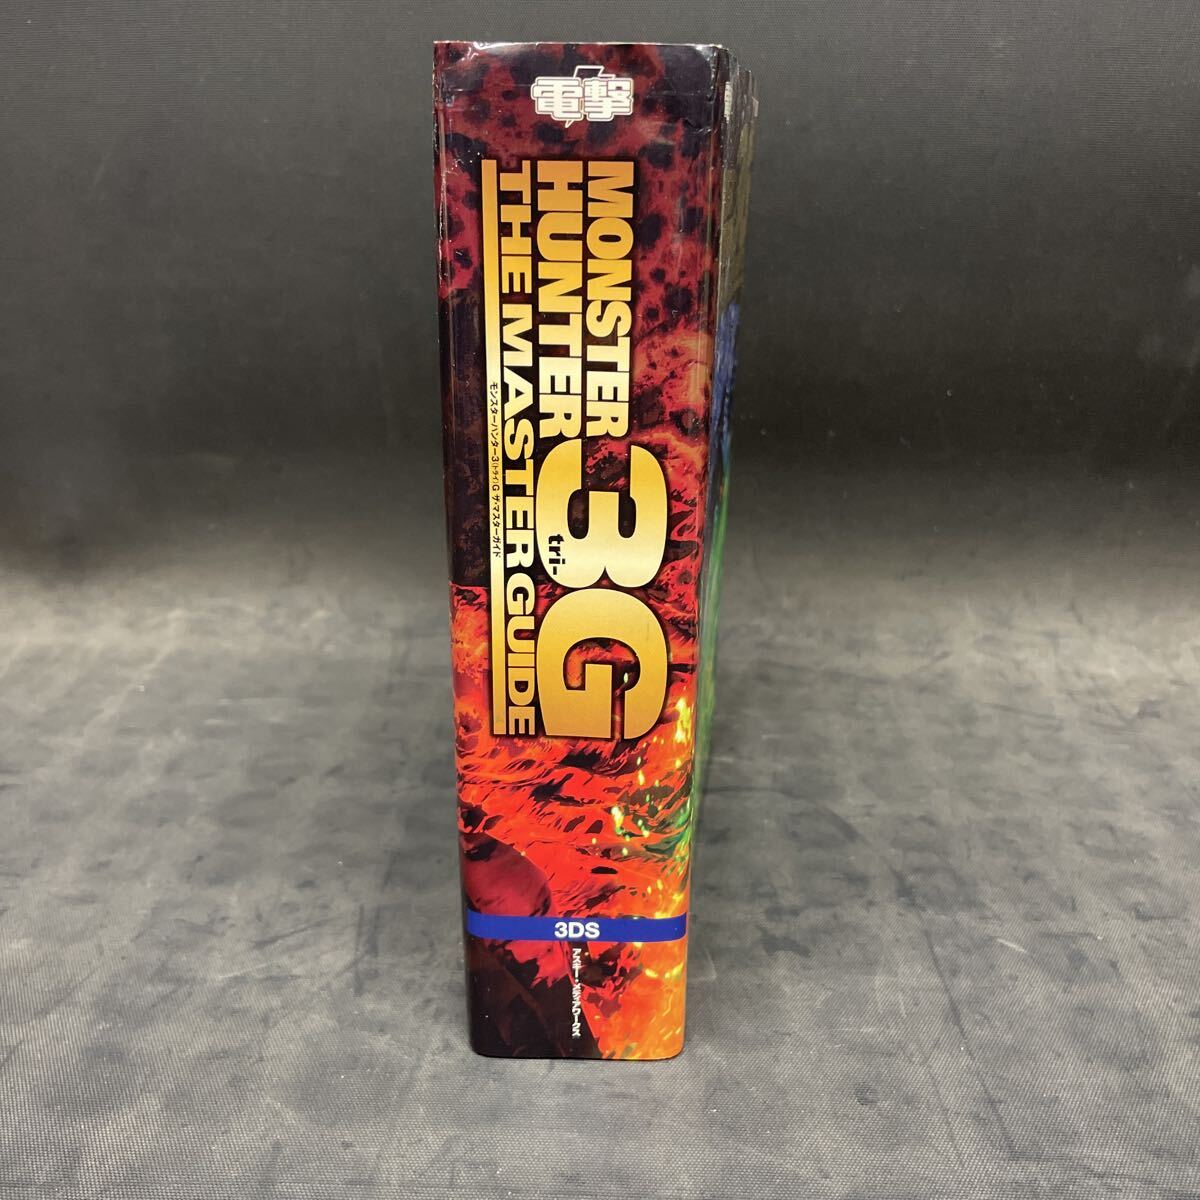 電撃
MONSTER
HUNTER
3G
tri-
THE MASTER GUIDE
モンスターハンター3(トライ)G ザ・マスターガイド
3DS
アスキー・メディアワークス